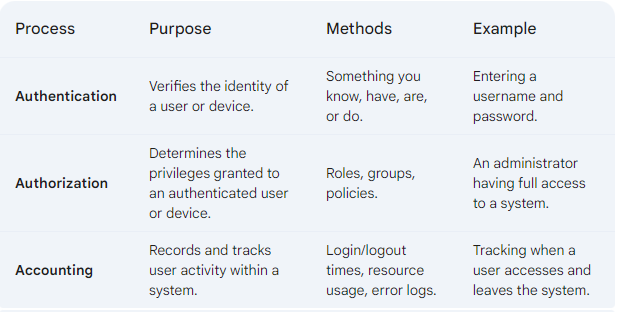 Process Purpose Methods Example
Authentication
Verifies the identity of
a user or device.
Something you
know, have, are,
or do.
Entering a
username and
password.
Authorization
Determines the
privileges granted to
an authenticated user
or device.
Roles, groups,
policies.
An administrator
having full access
to a system.
Accounting
Records and tracks
user activity within a
system.
Login/logout
times, resource
usage, error logs.
Tracking when a
user accesses and
leaves the system.